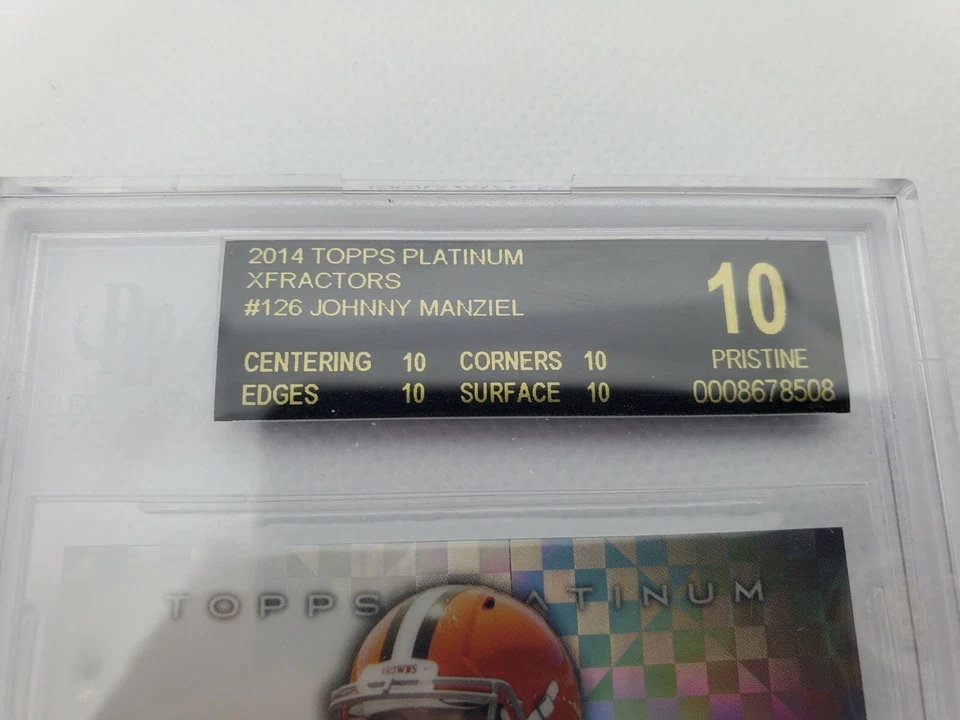 2014 TOPPS PLATINUM
XFRACTORS
#126 JOHNNY MANZIEL
10
PRISTINE
0008678508
CENTERING 10 CORNERS 10
EDGES 10 SURFACE 10
TOPPS PLATINUM
BROWNS